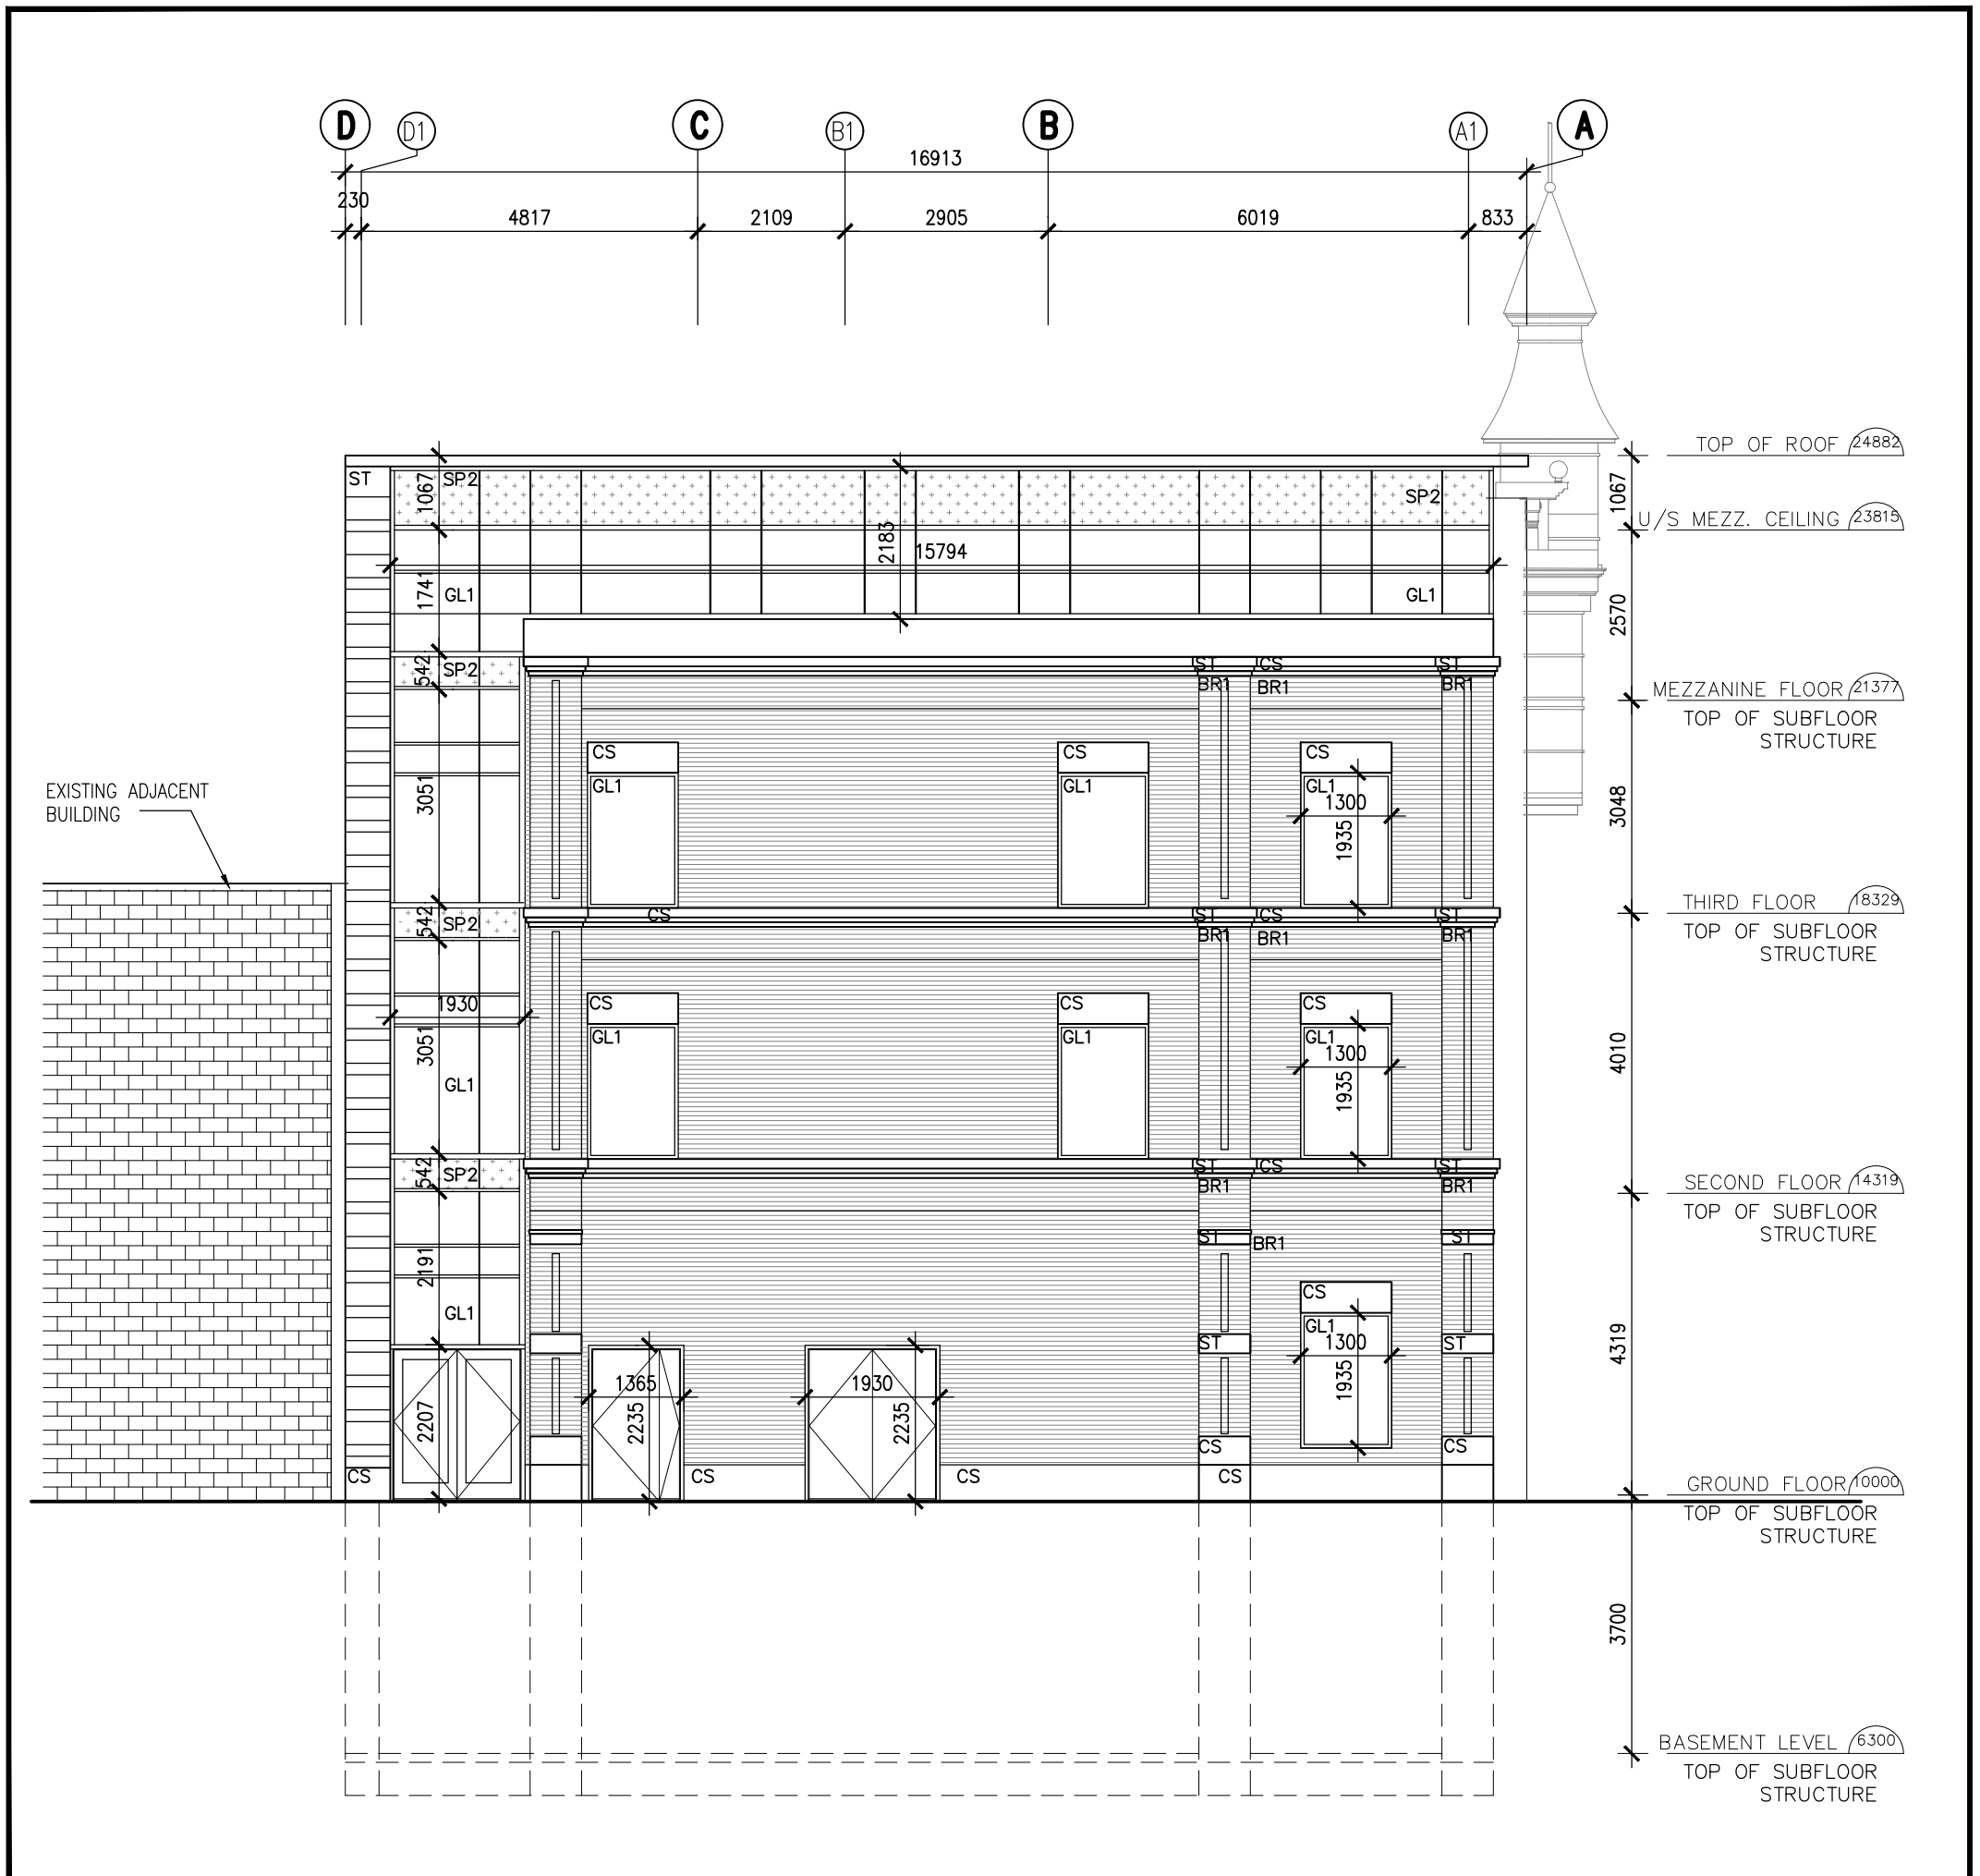 D D1 C B1 B A1 A
16913
230
4817 2109 2905 6019 833
TOP OF ROOF 24882
ST SP2 1067
SP2 1067
U/S MEZZ. CEILING 23815
2183
15794
1741 GL1 GL1
2570
542 SP2
ST CS ST
BR1 BR1 BR1
MEZZANINE FLOOR 21377
TOP OF SUBFLOOR
STRUCTURE
CS CS CS
GL1 GL1 GL1
EXISTING ADJACENT
BUILDING
3051
1300
1935
3048
THIRD FLOOR 18329
542 SP2 CS ST CS ST
BR1 BR1 BR1
TOP OF SUBFLOOR
STRUCTURE
1930
CS CS CS
GL1 GL1 GL1
3051
1300
1935
4010
GL1
542 SP2
ST CS ST
BR1 BR1
SECOND FLOOR 14319
TOP OF SUBFLOOR
STRUCTURE
ST BR1 ST
2191
CS
GL1 GL1
ST 1300 ST
1935
4319
1365 1930
2207 2235 2235
CS CS
CS CS CS CS
GROUND FLOOR 10000
TOP OF SUBFLOOR
STRUCTURE
3700
BASEMENT LEVEL 6300
TOP OF SUBFLOOR
STRUCTURE